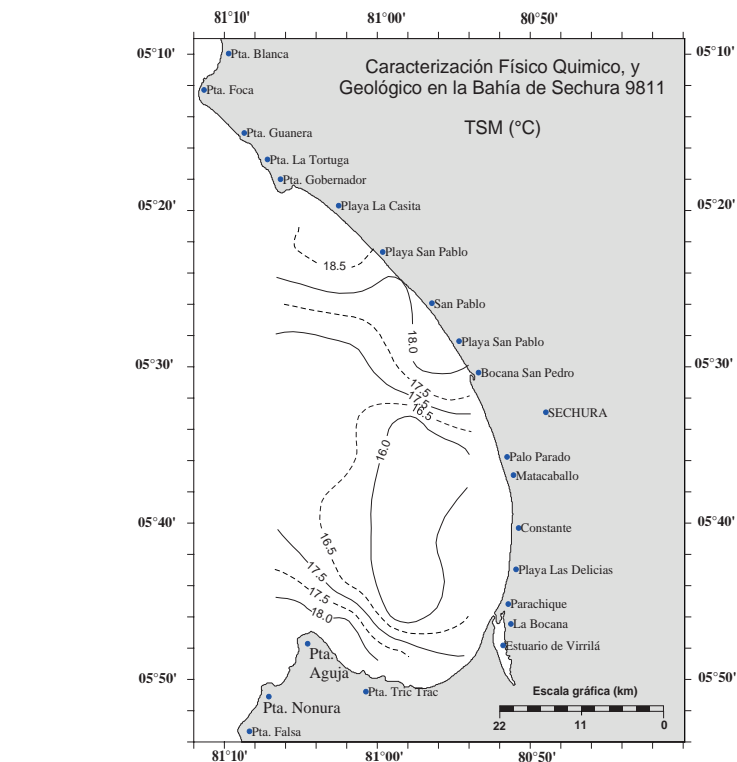 81°10' 81°00' 80°50'
05°10' 05°10'
Pta. Blanca
Caracterización Físico Quimico, y
Geológico en la Bahía de Sechura 9811
Pta. Foca
TSM (°C)
Pta. Guanera
Pta. La Tortuga
Pta. Gobernador
05°20' 05°20'
Playa La Casita
Playa San Pablo
18.5
San Pablo
18.0
Playa San Pablo
05°30' 05°30'
Bocana San Pedro
17.5
17.5
16.5
SECHURA
16.0
Palo Parado
Matacaballo
05°40' 05°40'
Constante
16.5
Playa Las Delicias
17.5
17.5
18.0
Parachique
La Bocana
Estuario de Virrilá
Pta.
Aguja
05°50' 05°50'
Pta. Tric Trac
Escala gráfica (km)
22 11 0
Pta. Nonura
Pta. Falsa
81°10' 81°00' 80°50'